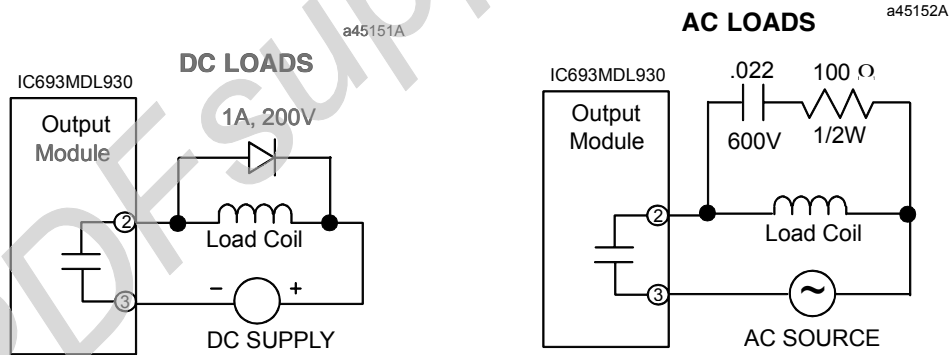 a45151A
DC LOADS
IC693MDL930
Output
Module
1A, 200V
2
Load Coil
3
– +
DC SUPPLY
a45152A
AC LOADS
IC693MDL930
Output
Module
.022 100 Ω
600V 1/2W
2
Load Coil
3
~
AC SOURCE
PDFsupp